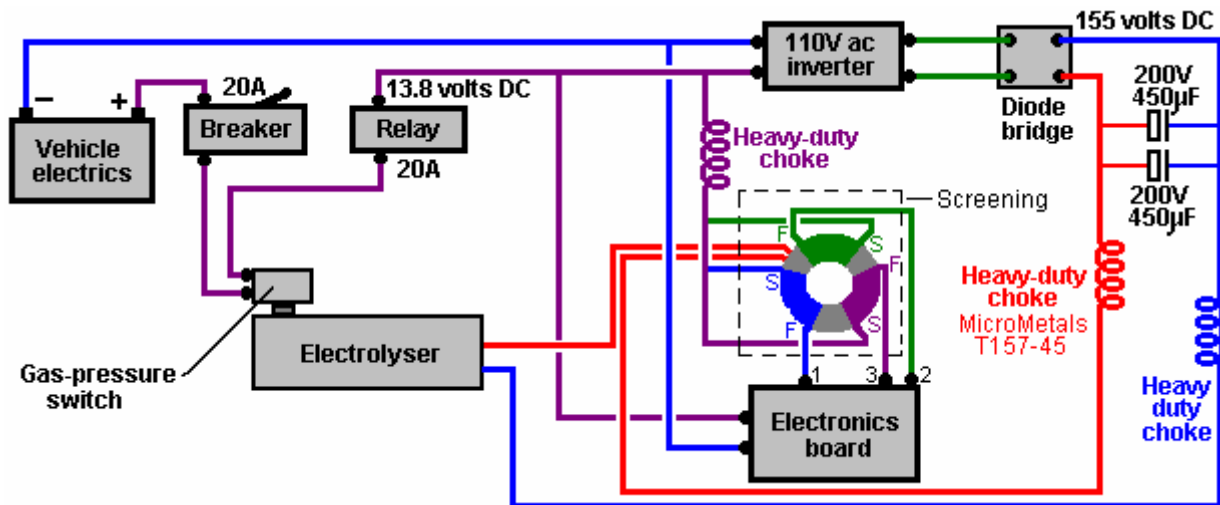 155 volts DC
110V ac
inverter
200V
450µF
20A
13.8 volts DC
− +
Breaker
Relay
Diode
bridge
Vehicle
electrics
Heavy-duty
choke
20A
200V
450µF
Screening
F
S
F
S
F
S
Heavy-duty
choke
MicroMetals
T157-45
Electrolyser
Gas-pressure
switch
1 3 2
Heavy
duty
choke
Electronics
board